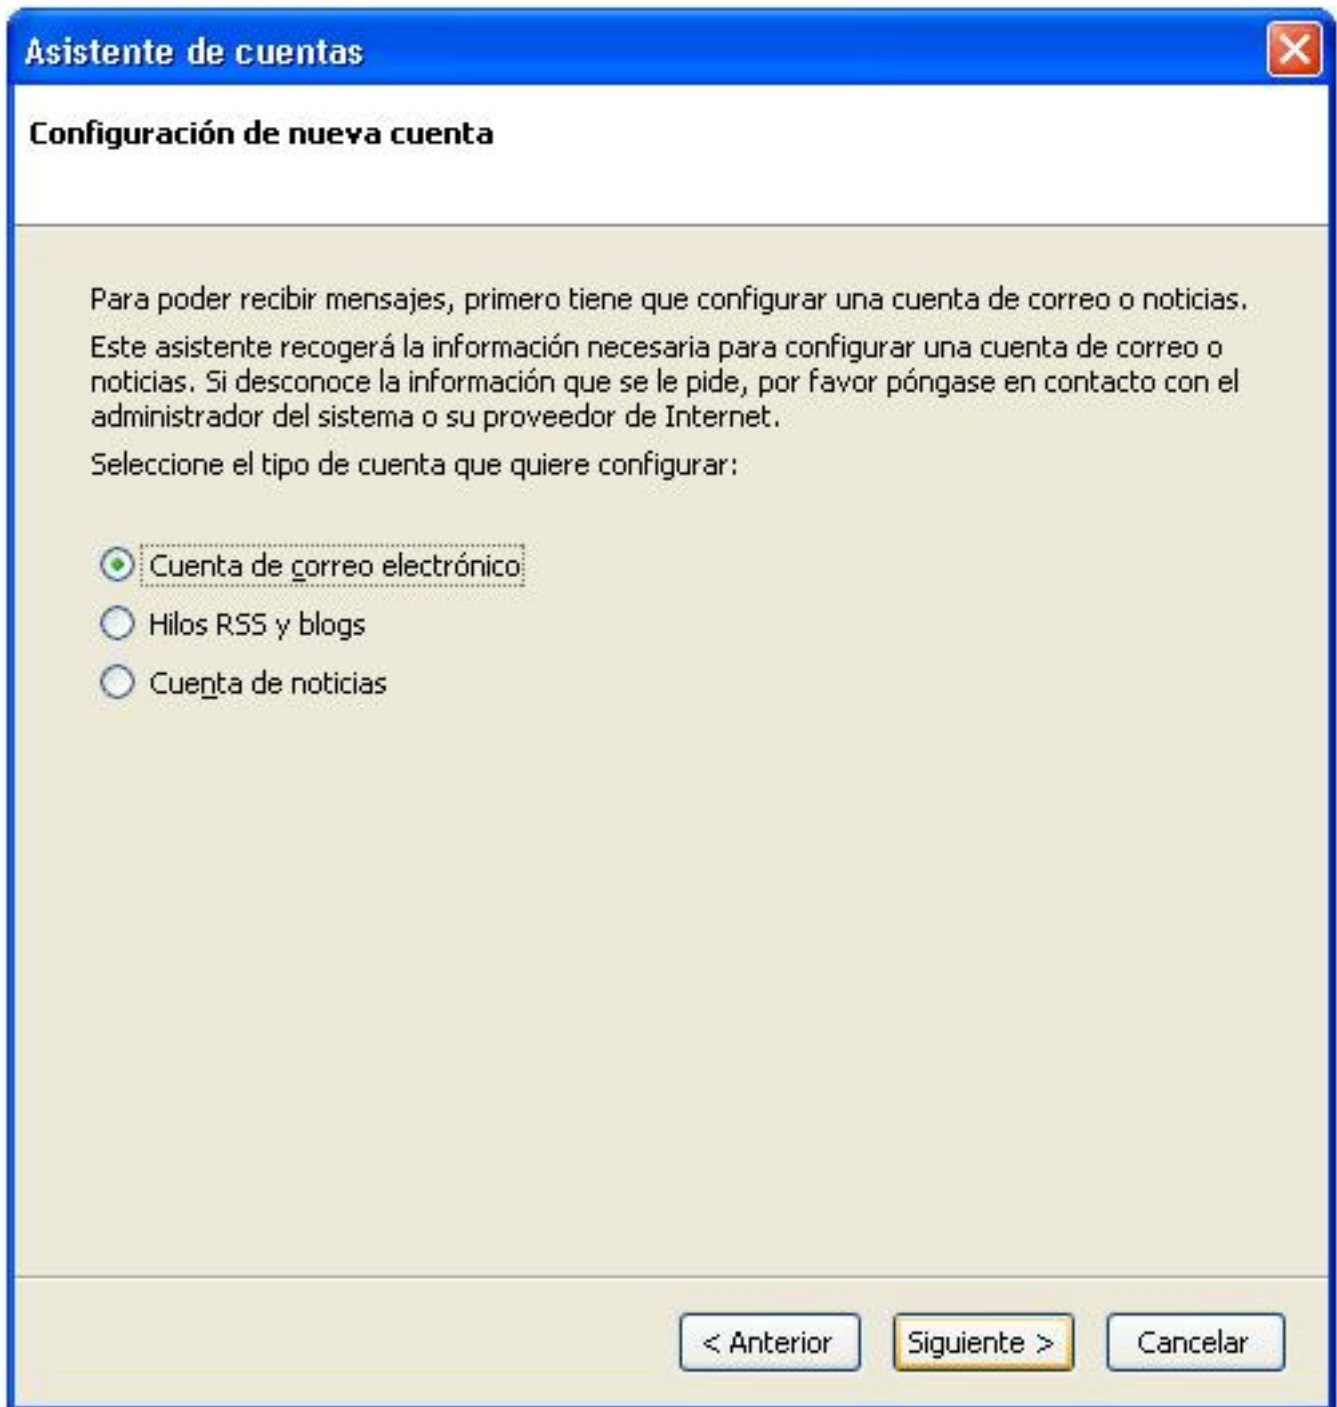 Asistente de cuentas
Configuración de nueva cuenta
Para poder recibir mensajes, primero tiene que configurar una cuenta de correo o noticias.
Este asistente recogerá la información necesaria para configurar una cuenta de correo o
noticias. Si desconoce la información que se le pide, por favor póngase en contacto con el
administrador del sistema o su proveedor de Internet.
Seleccione el tipo de cuenta que quiere configurar:
Cuenta de correo electrónico
Hilos RSS y blogs
Cuenta de noticias
< Anterior
Siguiente >
Cancelar